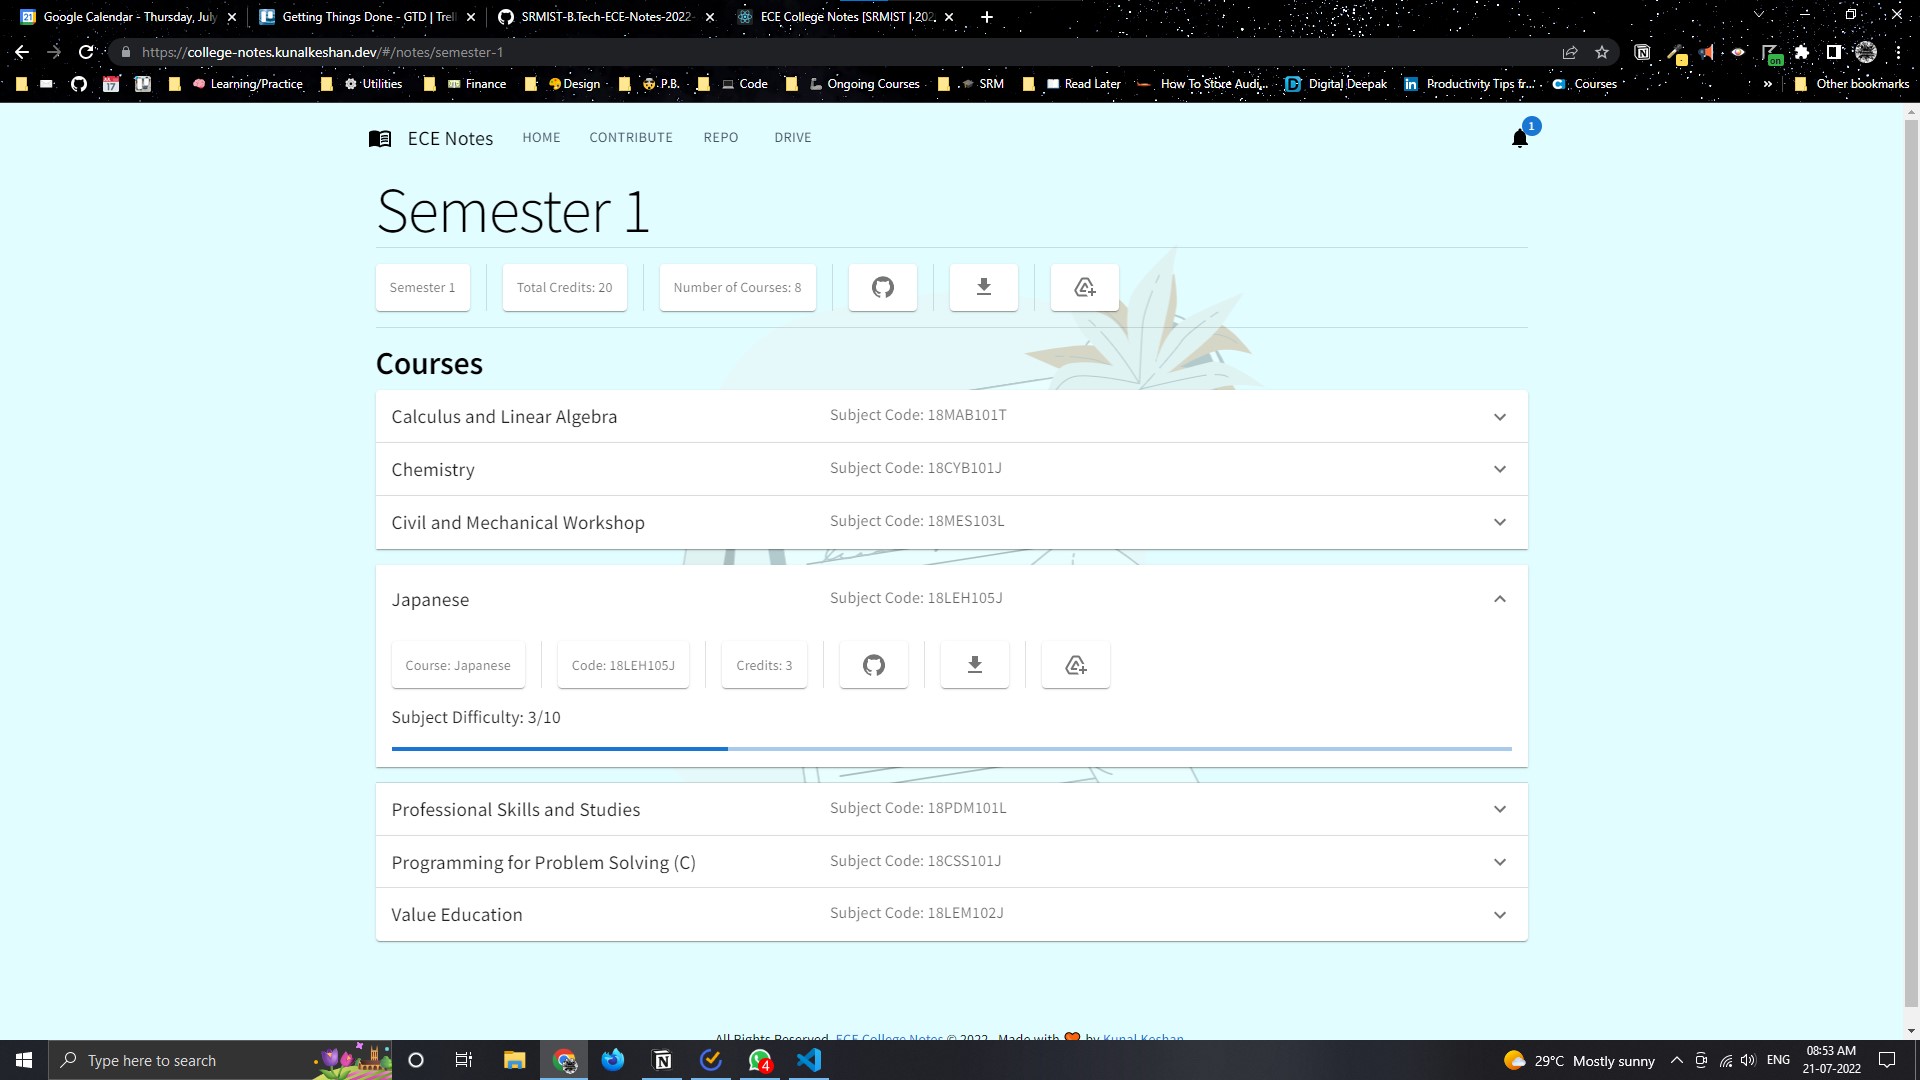 Google Calendar - Thursday, July
Getting Things Done - GTD | Trell
SRMIST-B.Tech-ECE-Notes-2022-
ECE College Notes [SRMIST | 202
https://college-notes.kunalkeshan.dev/#/notes/semester-1
on
Learning/Practice
Utilities
Finance
Design
P.B.
Code
Ongoing Courses
SRM
Read Later
How To Store Audi...
Digital Deepak
Productivity Tips fr...
Courses
»
Other bookmarks
ECE Notes
HOME
CONTRIBUTE
REPO
DRIVE
1
Semester 1
Semester 1
Total Credits: 20
Number of Courses: 8
Courses
Calculus and Linear Algebra
Subject Code: 18MAB101T
Chemistry
Subject Code: 18CYB101J
Civil and Mechanical Workshop
Subject Code: 18MES103L
Japanese
Subject Code: 18LEH105J
Course: Japanese
Code: 18LEH105J
Credits: 3
Subject Difficulty: 3/10
Professional Skills and Studies
Subject Code: 18PDM101L
Programming for Problem Solving (C)
Subject Code: 18CSS101J
Value Education
Subject Code: 18LEM102J
All Rights Reserved. ECE College Notes © 2022 . Made with 🧡 by Kunal Keshan
Type here to search
4
29°C Mostly sunny
ENG
08:53 AM
21-07-2022